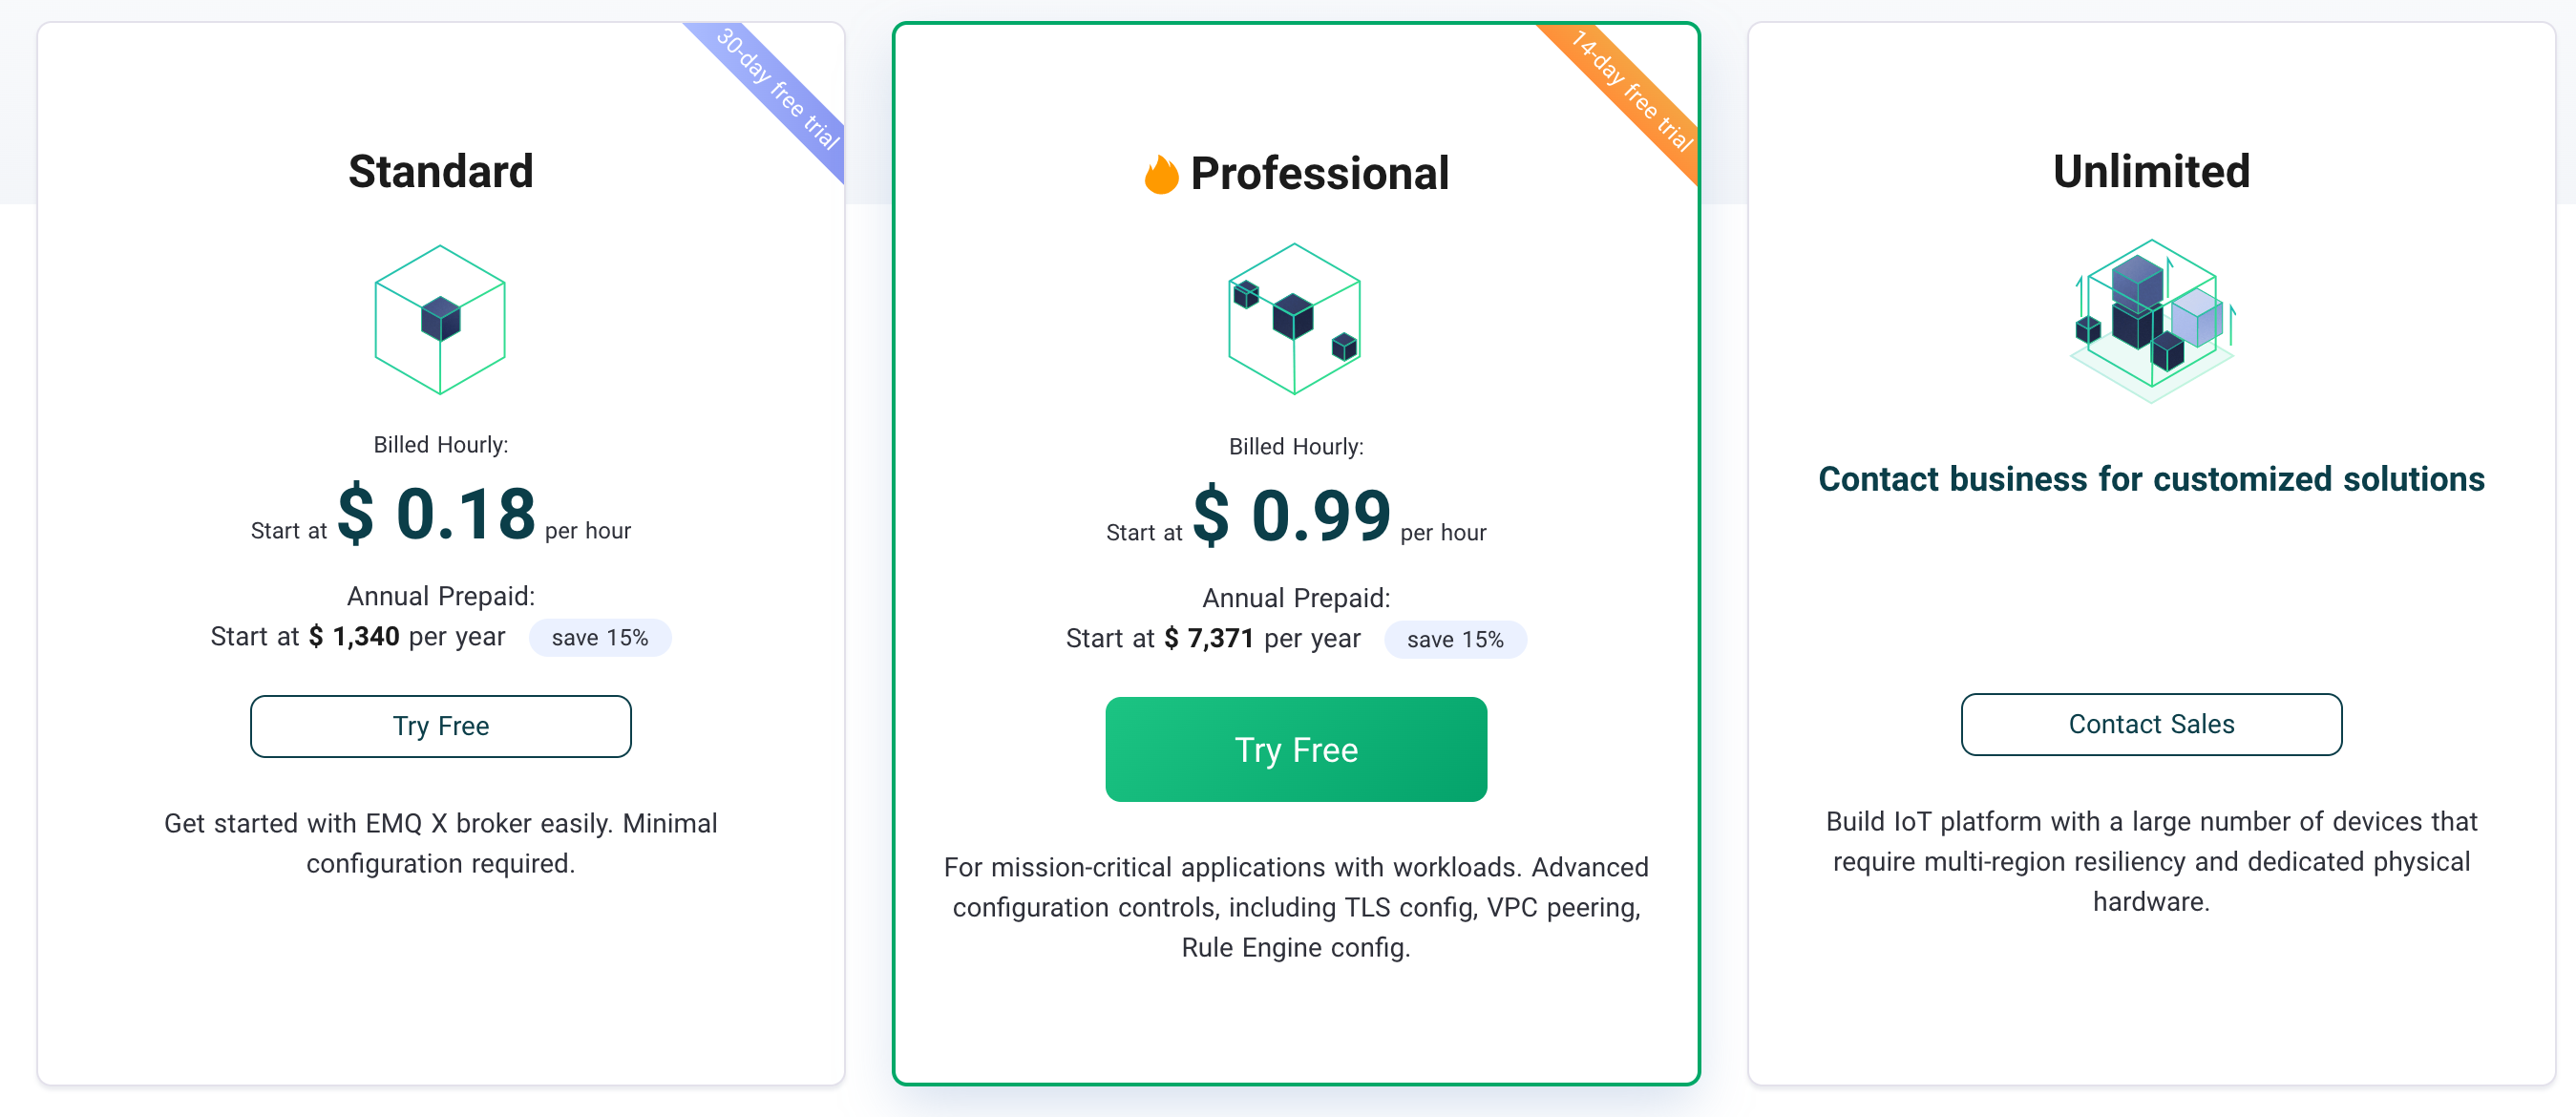 30-day free trial
Standard
Billed Hourly:
Start at $ 0.18 per hour
Annual Prepaid:
Start at $ 1,340 per year save 15%
Try Free
Get started with EMQ X broker easily. Minimal
configuration required.
14-day free trial
Professional
Billed Hourly:
Start at $ 0.99 per hour
Annual Prepaid:
Start at $ 7,371 per year save 15%
Try Free
For mission-critical applications with workloads. Advanced
configuration controls, including TLS config, VPC peering,
Rule Engine config.
Unlimited
Contact business for customized solutions
Contact Sales
Build IoT platform with a large number of devices that
require multi-region resiliency and dedicated physical
hardware.